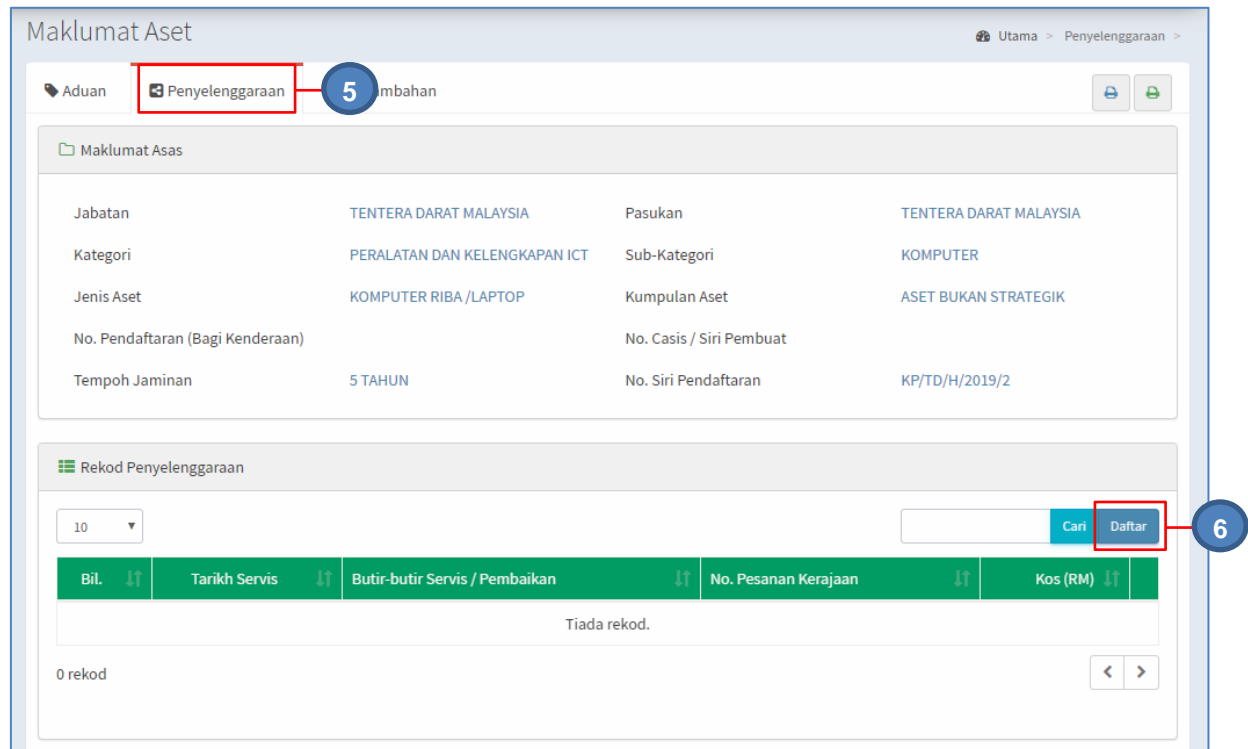 Maklumat Aset
Utama > Penyelenggaraan >
Aduan Penyelenggaraan 5 mbahan
Maklumat Asas
Jabatan TENTERA DARAT MALAYSIA Pasukan TENTERA DARAT MALAYSIA
Kategori PERALATAN DAN KELENGKAPAN ICT Sub-Kategori KOMPUTER
Jenis Aset KOMPUTER RIBA /LAPTOP Kumpulan Aset ASET BUKAN STRATEGIK
No. Pendaftaran (Bagi Kenderaan) No. Casis / Siri Pembuat
Tempoh Jaminan 5 TAHUN No. Siri Pendaftaran KP/TD/H/2019/2
Rekod Penyelenggaraan
10 Cari Daftar 6
Bil. Tarikh Servis Butir-butir Servis / Pembaikan No. Pesanan Kerajaan Kos (RM)
Tiada rekod.
0 rekod